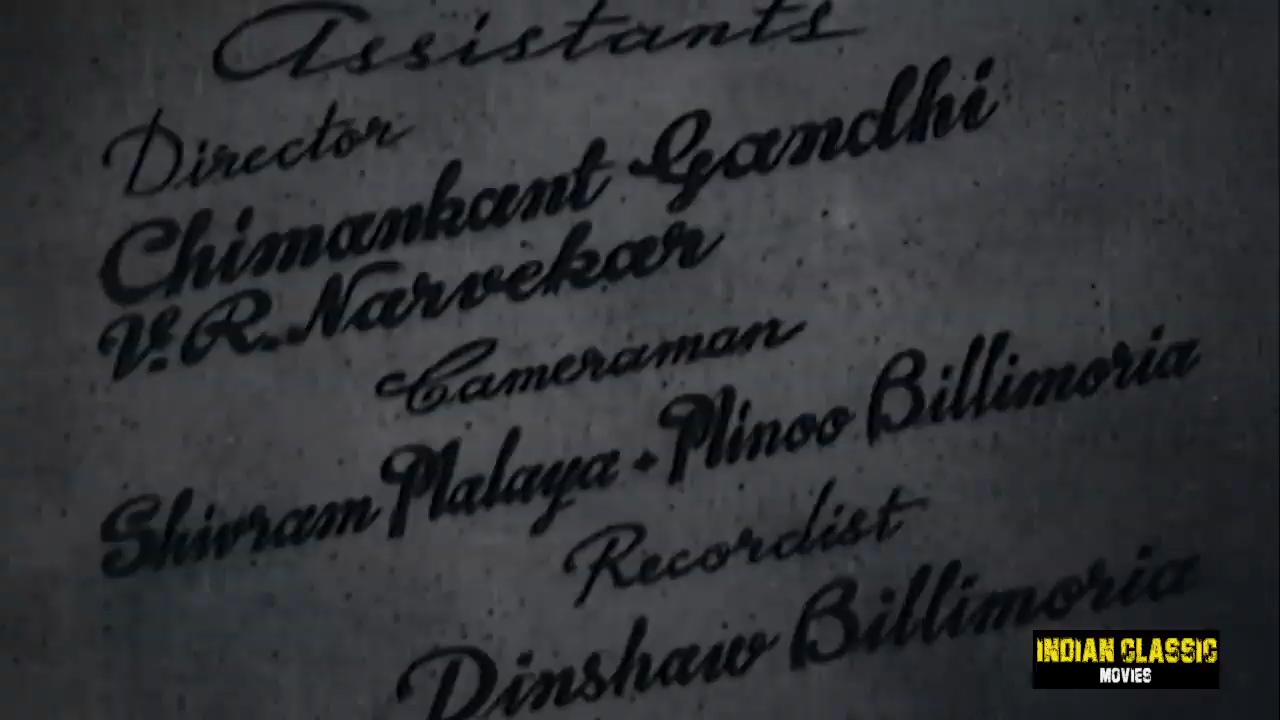 Assistants
Director
Chimankant Gandhi
V. R. Narvekar
Cameraman
Shivram Malaya • Minoo Billimoria
Recordist
Dinshaw Billimoria
INDIAN CLASSIC
MOVIES